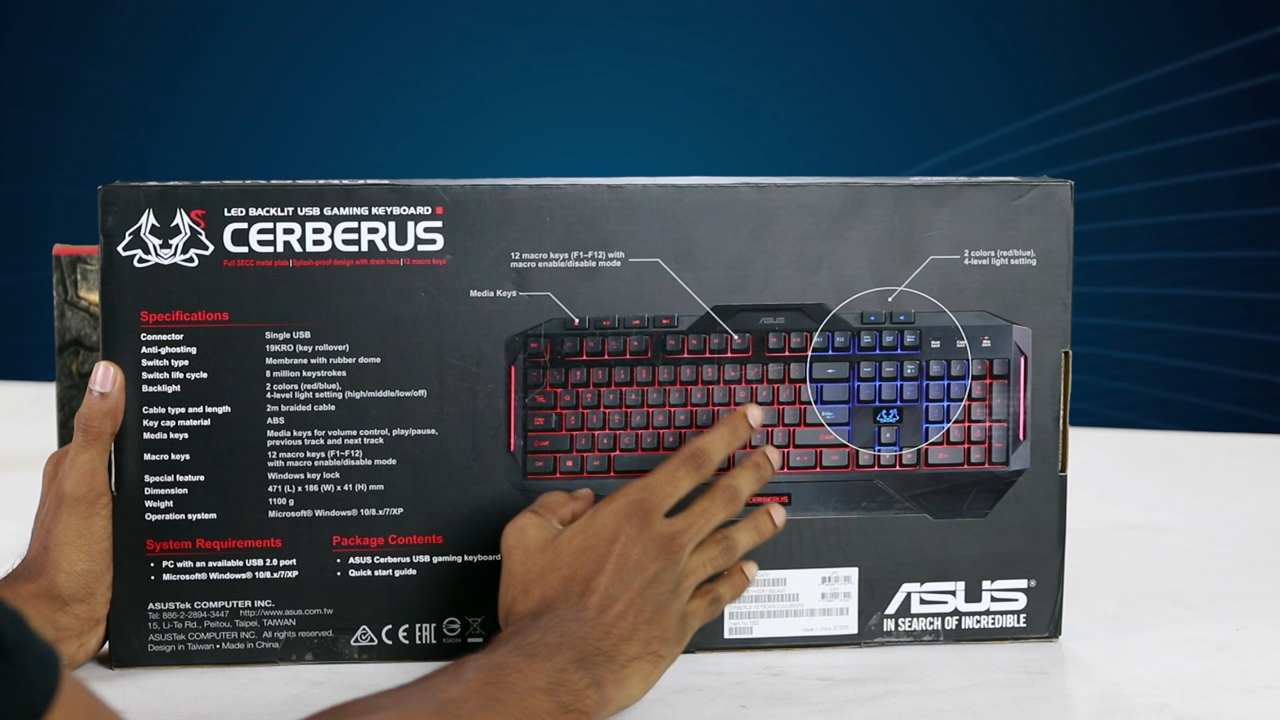 LED BACKLIT USB GAMING KEYBOARD
CERBERUS
Full SECC metal plate | Splash-proof design with drain hole | 12 macro keys
12 macro keys (F1–F12) with
macro enable/disable mode
2 colors (red/blue),
4-level light setting
Media Keys
Specifications
Connector Single USB
Anti-ghosting 19KRO (key rollover)
Switch type Membrane with rubber dome
Switch life cycle 8 million keystrokes
Backlight 2 colors (red/blue),
4-level light setting (high/middle/low/off)
Cable type and length 2m braided cable
Key cap material ABS
Media keys Media keys for volume control, play/pause,
previous track and next track
Macro keys 12 macro keys (F1–F12)
with macro enable/disable mode
Special feature Windows key lock
Dimension 471 (L) x 186 (W) x 41 (H) mm
Weight 1100 g
Operation system Microsoft® Windows® 10/8.x/7/XP
System Requirements
• PC with an available USB 2.0 port
• Microsoft® Windows® 10/8.x/7/XP
Package Contents
• ASUS Cerberus USB gaming keyboard
• Quick start guide
ASUSTek COMPUTER INC.
Tel: 886-2-2894-3447 http://www.asus.com.tw
15, Li-Te Rd., Peitou, Taipei, TAIWAN
ASUSTek COMPUTER INC. All rights reserved.
Design in Taiwan • Made in China
CE EAC
ASUS
CERBERUS
ASUS®
IN SEARCH OF INCREDIBLE